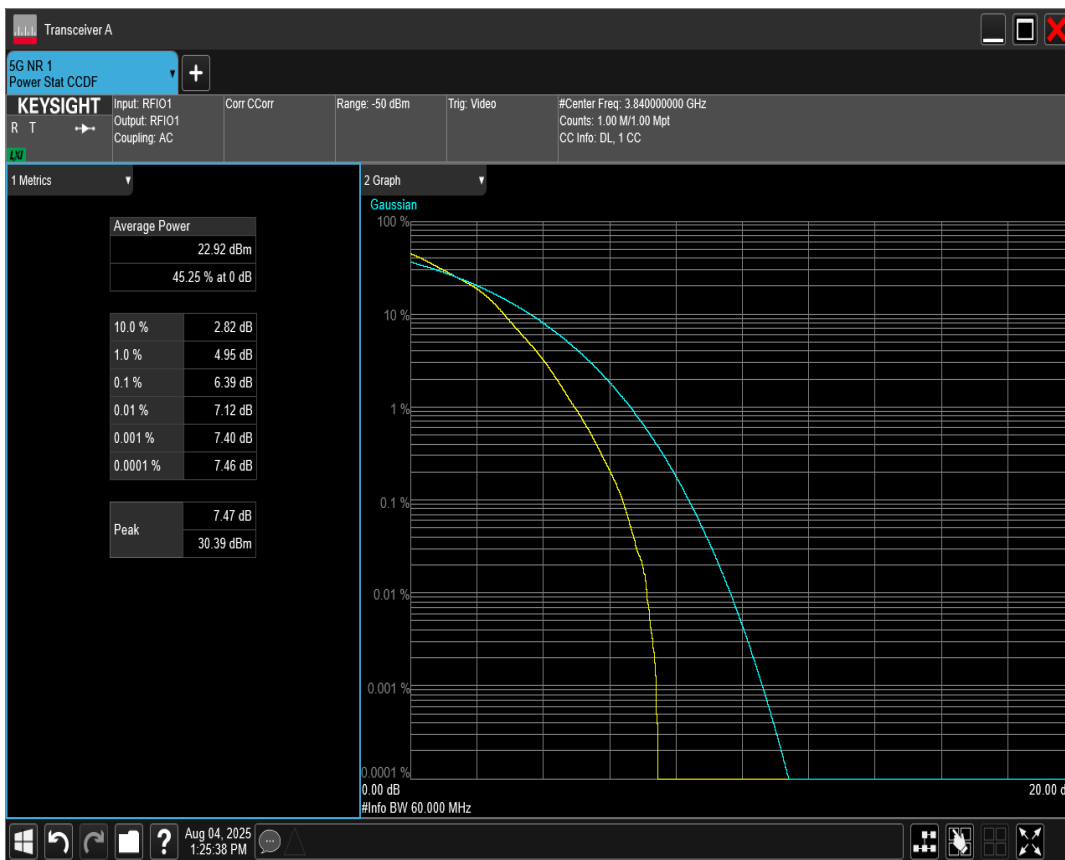 Transceiver A
5G NR 1
Power Stat CCDF
+
KEYSIGHT
R T
LXI
Input: RFIO1
Output: RFIO1
Coupling: AC
Corr CCorr
Range: -50 dBm
Trig: Video
#Center Freq: 3.840000000 GHz
Counts: 1.00 M/1.00 Mpt
CC Info: DL, 1 CC
1 Metrics
Average Power
22.92 dBm
45.25 % at 0 dB
10.0 % 2.82 dB
1.0 % 4.95 dB
0.1 % 6.39 dB
0.01 % 7.12 dB
0.001 % 7.40 dB
0.0001 % 7.46 dB
Peak
7.47 dB
30.39 dBm
2 Graph
Gaussian
100 %
10 %
1 %
0.1 %
0.01 %
0.001 %
0.0001 %
0.00 dB
20.00 d
#Info BW 60.000 MHz
?
Aug 04, 2025
1:25:38 PM